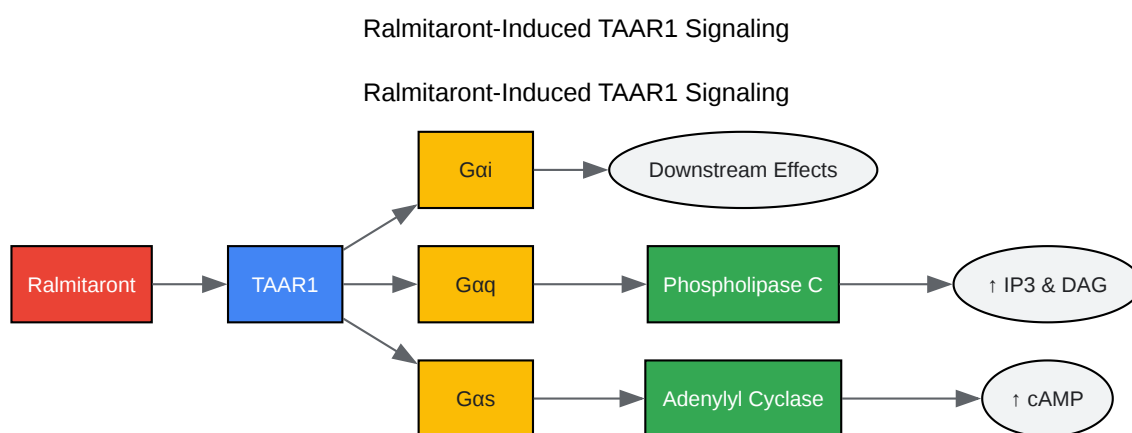 Ralmitaront-Induced TAAR1 Signaling
Ralmitaront-Induced TAAR1 Signaling
Gαi
Downstream Effects
Ralmitaront
TAAR1
Gαq
Phospholipase C
↑ IP3 & DAG
Gαs
Adenylyl Cyclase
↑ cAMP